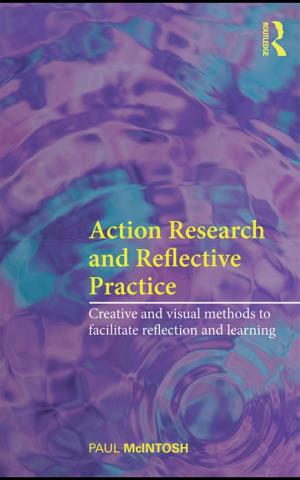 ROUTLEDGE
Action Research
and Reflective
Practice
Creative and visual methods to
facilitate reflection and learning
PAUL McINTOSH